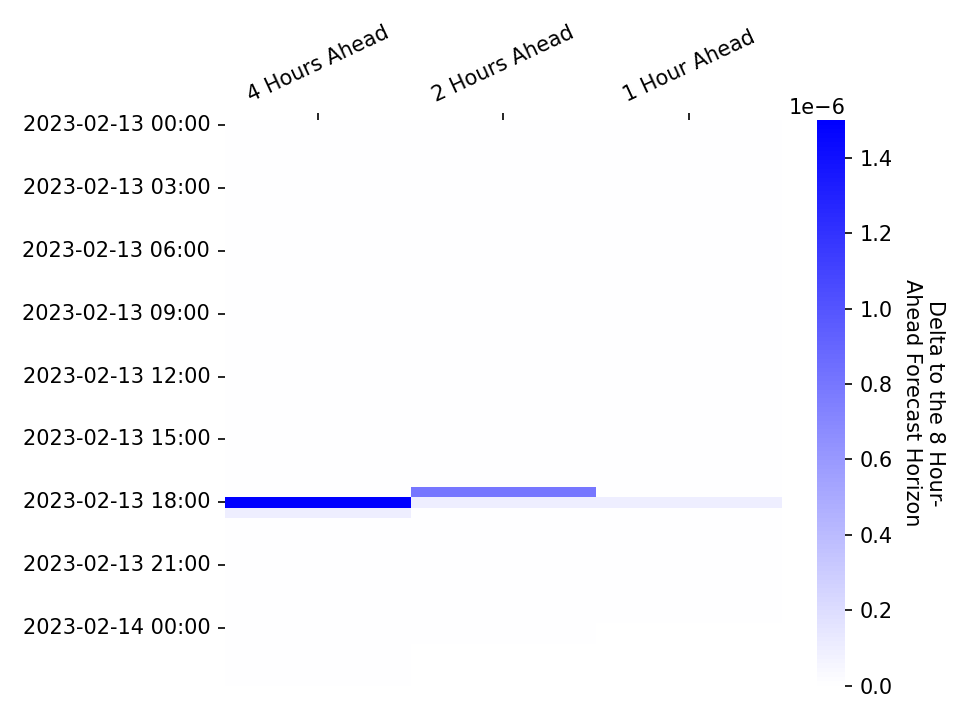 4 Hours Ahead
2 Hours Ahead
1 Hour Ahead
1e−6
2023-02-13 00:00
2023-02-13 03:00
2023-02-13 06:00
2023-02-13 09:00
2023-02-13 12:00
2023-02-13 15:00
2023-02-13 18:00
2023-02-13 21:00
2023-02-14 00:00
1.4
1.2
1.0
0.8
0.6
0.4
0.2
0.0
Delta to the 8 Hour-
Ahead Forecast Horizon